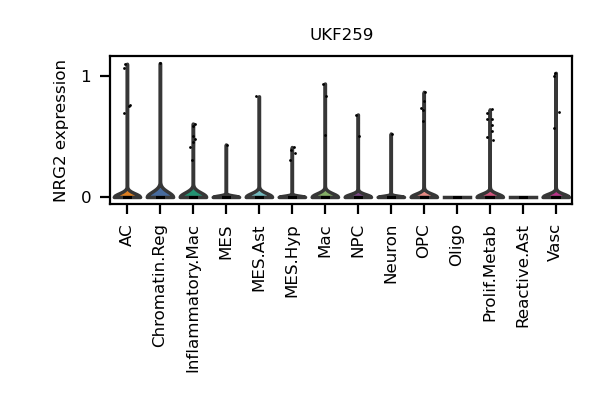 UKF259
NRG2 expression
1
0
AC
Chromatin.Reg
Inflammatory.Mac
MES
MES.Ast
MES.Hyp
Mac
NPC
Neuron
OPC
Oligo
Prolif.Metab
Reactive.Ast
Vasc